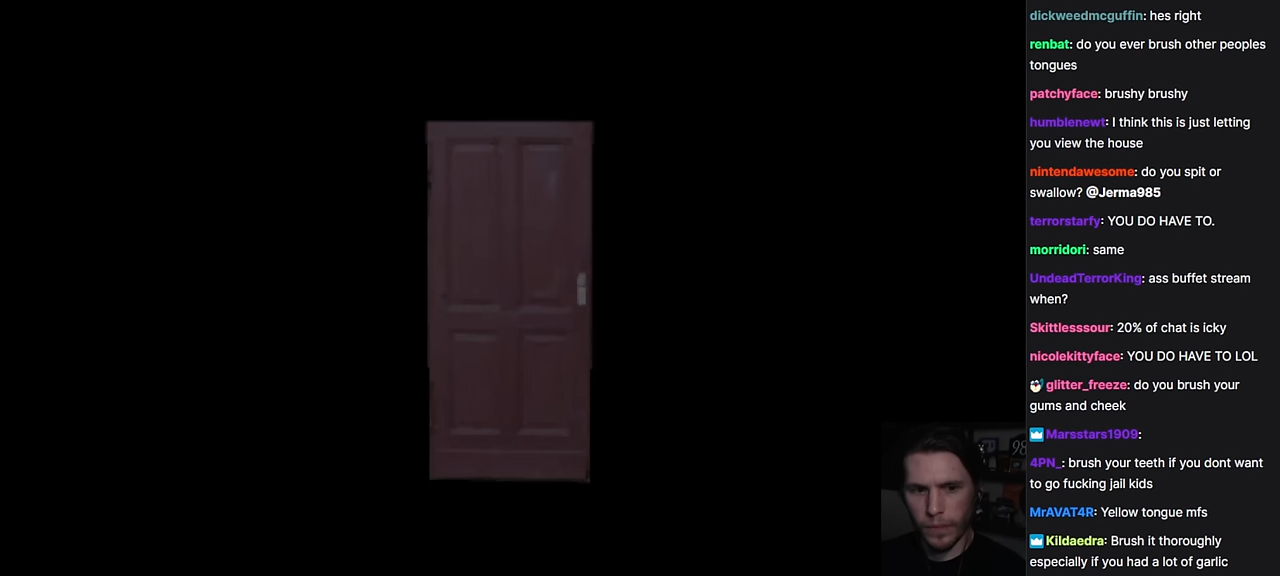 dickweedmcguffin: hes right
renbat: do you ever brush other peoples
tongues
patchyface: brushy brushy
humblenewt: I think this is just letting
you view the house
nintendawesome: do you spit or
swallow? @Jerma985
terrorstarfy: YOU DO HAVE TO.
morridori: same
UndeadTerrorKing: ass buffet stream
when?
Skittlesssour: 20% of chat is icky
nicolekittyface: YOU DO HAVE TO LOL
glitter_freeze: do you brush your
gums and cheek
Marsstars1909:
4PN_: brush your teeth if you dont want
to go fucking jail kids
MrAVAT4R: Yellow tongue mfs
Kildaedra: Brush it thoroughly
especially if you had a lot of garlic
98